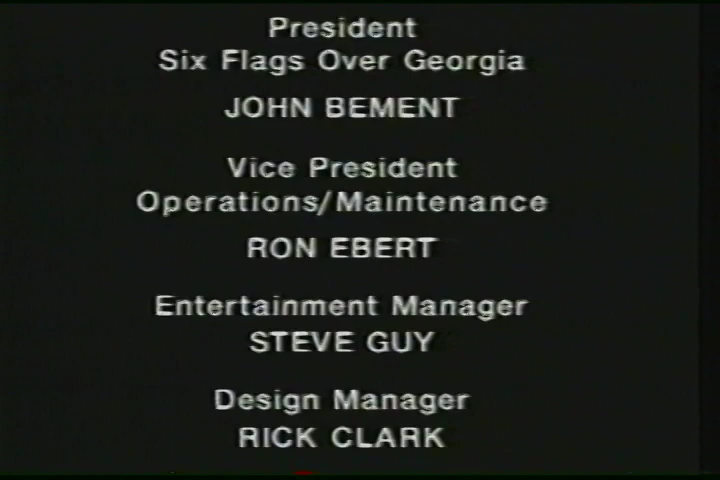 President
Six Flags Over Georgia
JOHN BEMENT
Vice President
Operations/Maintenance
RON EBERT
Entertainment Manager
STEVE GUY
Design Manager
RICK CLARK